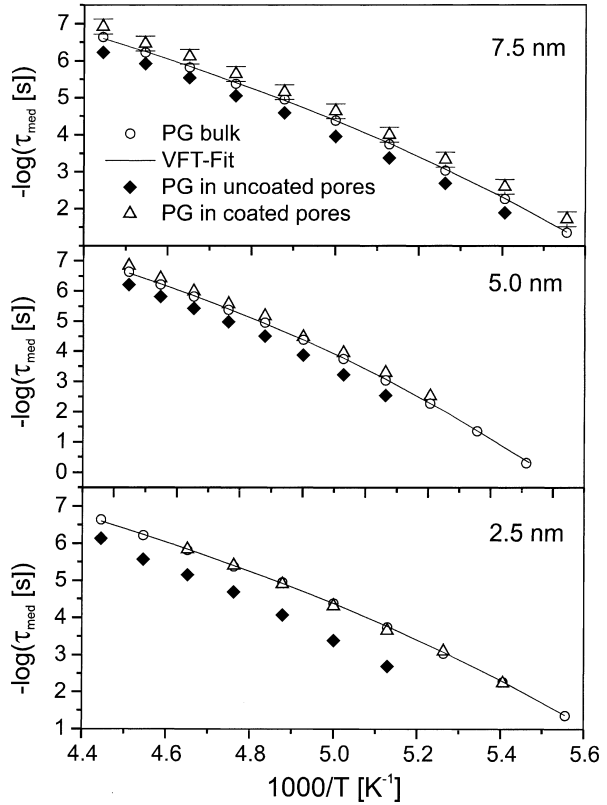 7.5 nm
7
6
5
4
3
2
-log(τmed [s])
PG bulk
VFT-Fit
PG in uncoated pores
PG in coated pores
5.0 nm
7
6
5
4
3
2
1
0
-log(τmed [s])
2.5 nm
7
6
5
4
3
2
1
-log(τmed [s])
4.4 4.6 4.8 5.0 5.2 5.4 5.6
1000/T [K⁻¹]